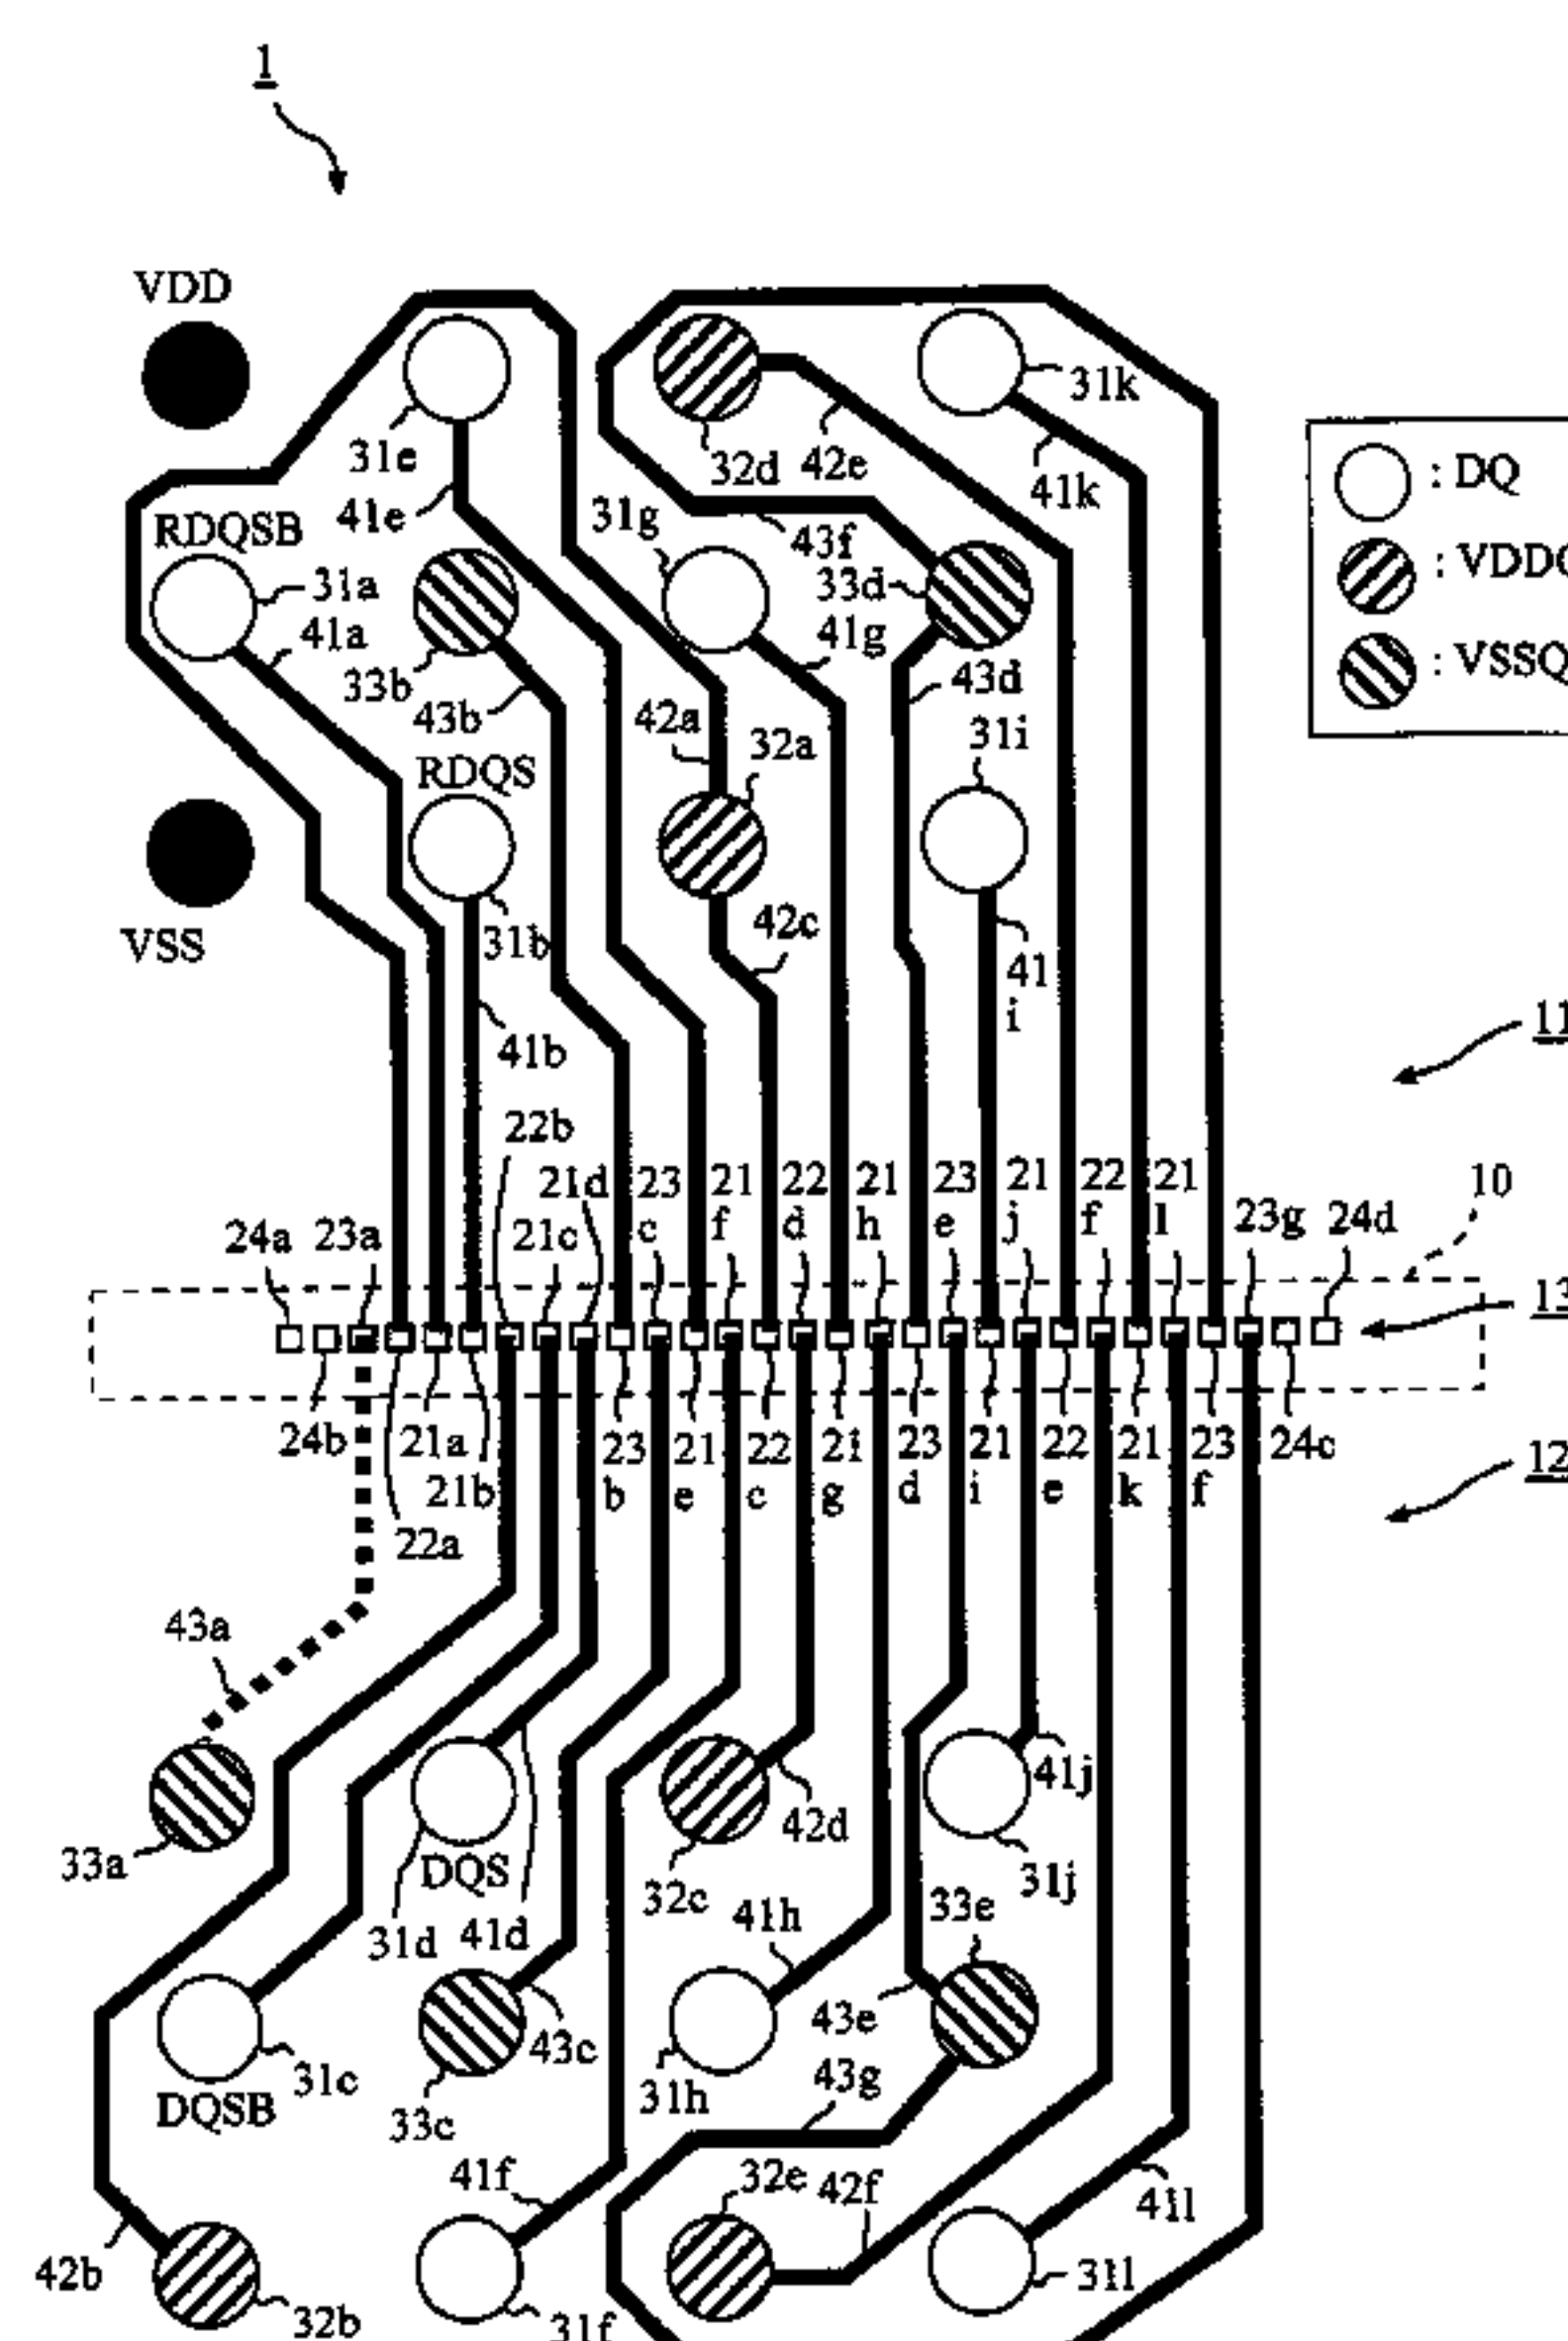 1
VDD
31e
41e
32d
42e
31k
41k
: DQ
RDQSB
31g
43f
: VDDQ
31a
41a
33d
41g
: VSSQ
33b
43b
43d
42a
32a
31i
RDQS
VSS
31b
42c
41
i
11
41b
22b
21d
23
21
22
21
23
21
22
21
10
24a
23a
21c
c
f
d
h
e
j
f
l
23g
24d
13
24b
21a
23
21
22
21
23
21
22
21
23
24c
12
21b
b
e
c
g
d
i
e
k
f
22a
43a
41j
42d
33a
DQS
32c
31j
31d
41d
41h
33e
43c
43e
31c
31h
43g
DQSB
33c
41f
32e
42f
41l
42b
31l
32b
31f